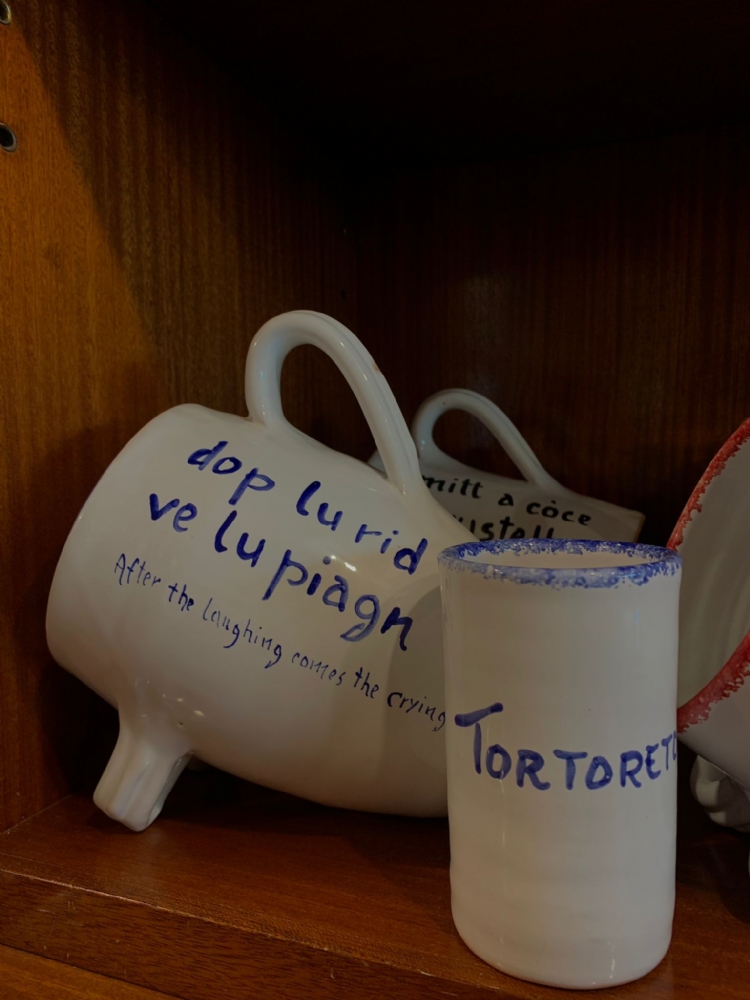 dop lu rid
ve lu piagn
After the laughing comes the crying
mitt a còce
TORTORET